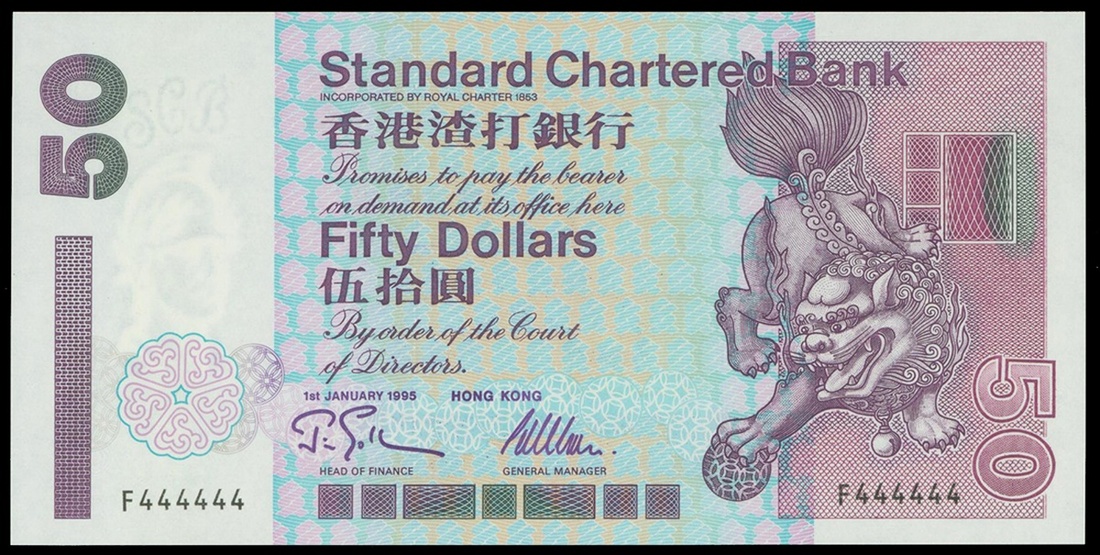 50
Standard Chartered Bank
INCORPORATED BY ROYAL CHARTER 1853
香港渣打銀行
Promises to pay the bearer
on demand at its office here
Fifty Dollars
伍拾圓
By order of the Court
of Directors.
1st JANUARY 1995 HONG KONG
HEAD OF FINANCE GENERAL MANAGER
F444444
F444444
50